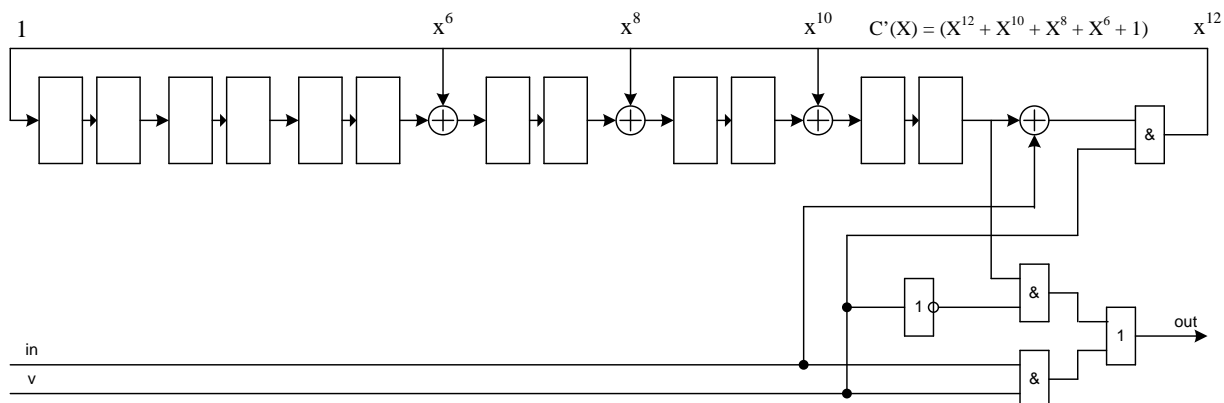 1 x⁶ x⁸ x¹⁰ C’(X) = (X¹² + X¹⁰ + X⁸ + X⁶ + 1) x¹²
&
&
1
1
out
in
&
v